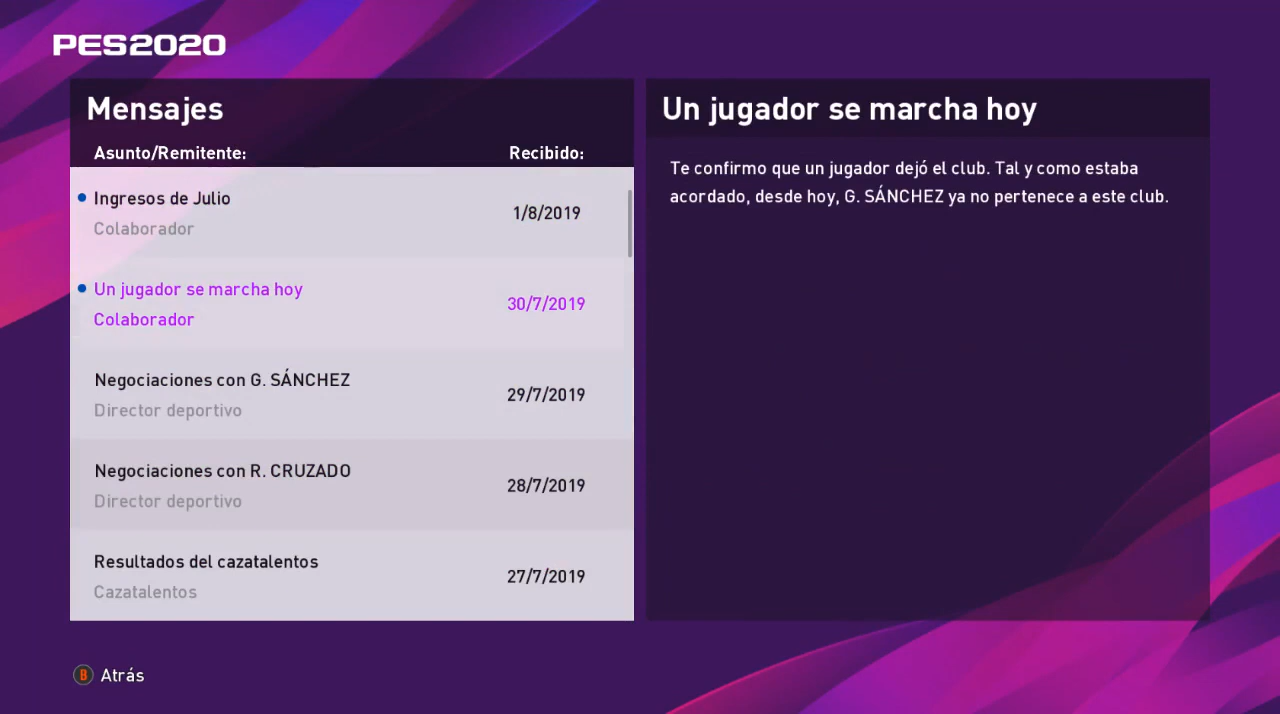 PES2020
Mensajes
Asunto/Remitente:
Recibido:
Ingresos de Julio
Colaborador
1/8/2019
Un jugador se marcha hoy
Colaborador
30/7/2019
Negociaciones con G. SÁNCHEZ
Director deportivo
29/7/2019
Negociaciones con R. CRUZADO
Director deportivo
28/7/2019
Resultados del cazatalentos
Cazatalentos
27/7/2019
Un jugador se marcha hoy
Te confirmo que un jugador dejó el club. Tal y como estaba
acordado, desde hoy, G. SÁNCHEZ ya no pertenece a este club.
B Atrás